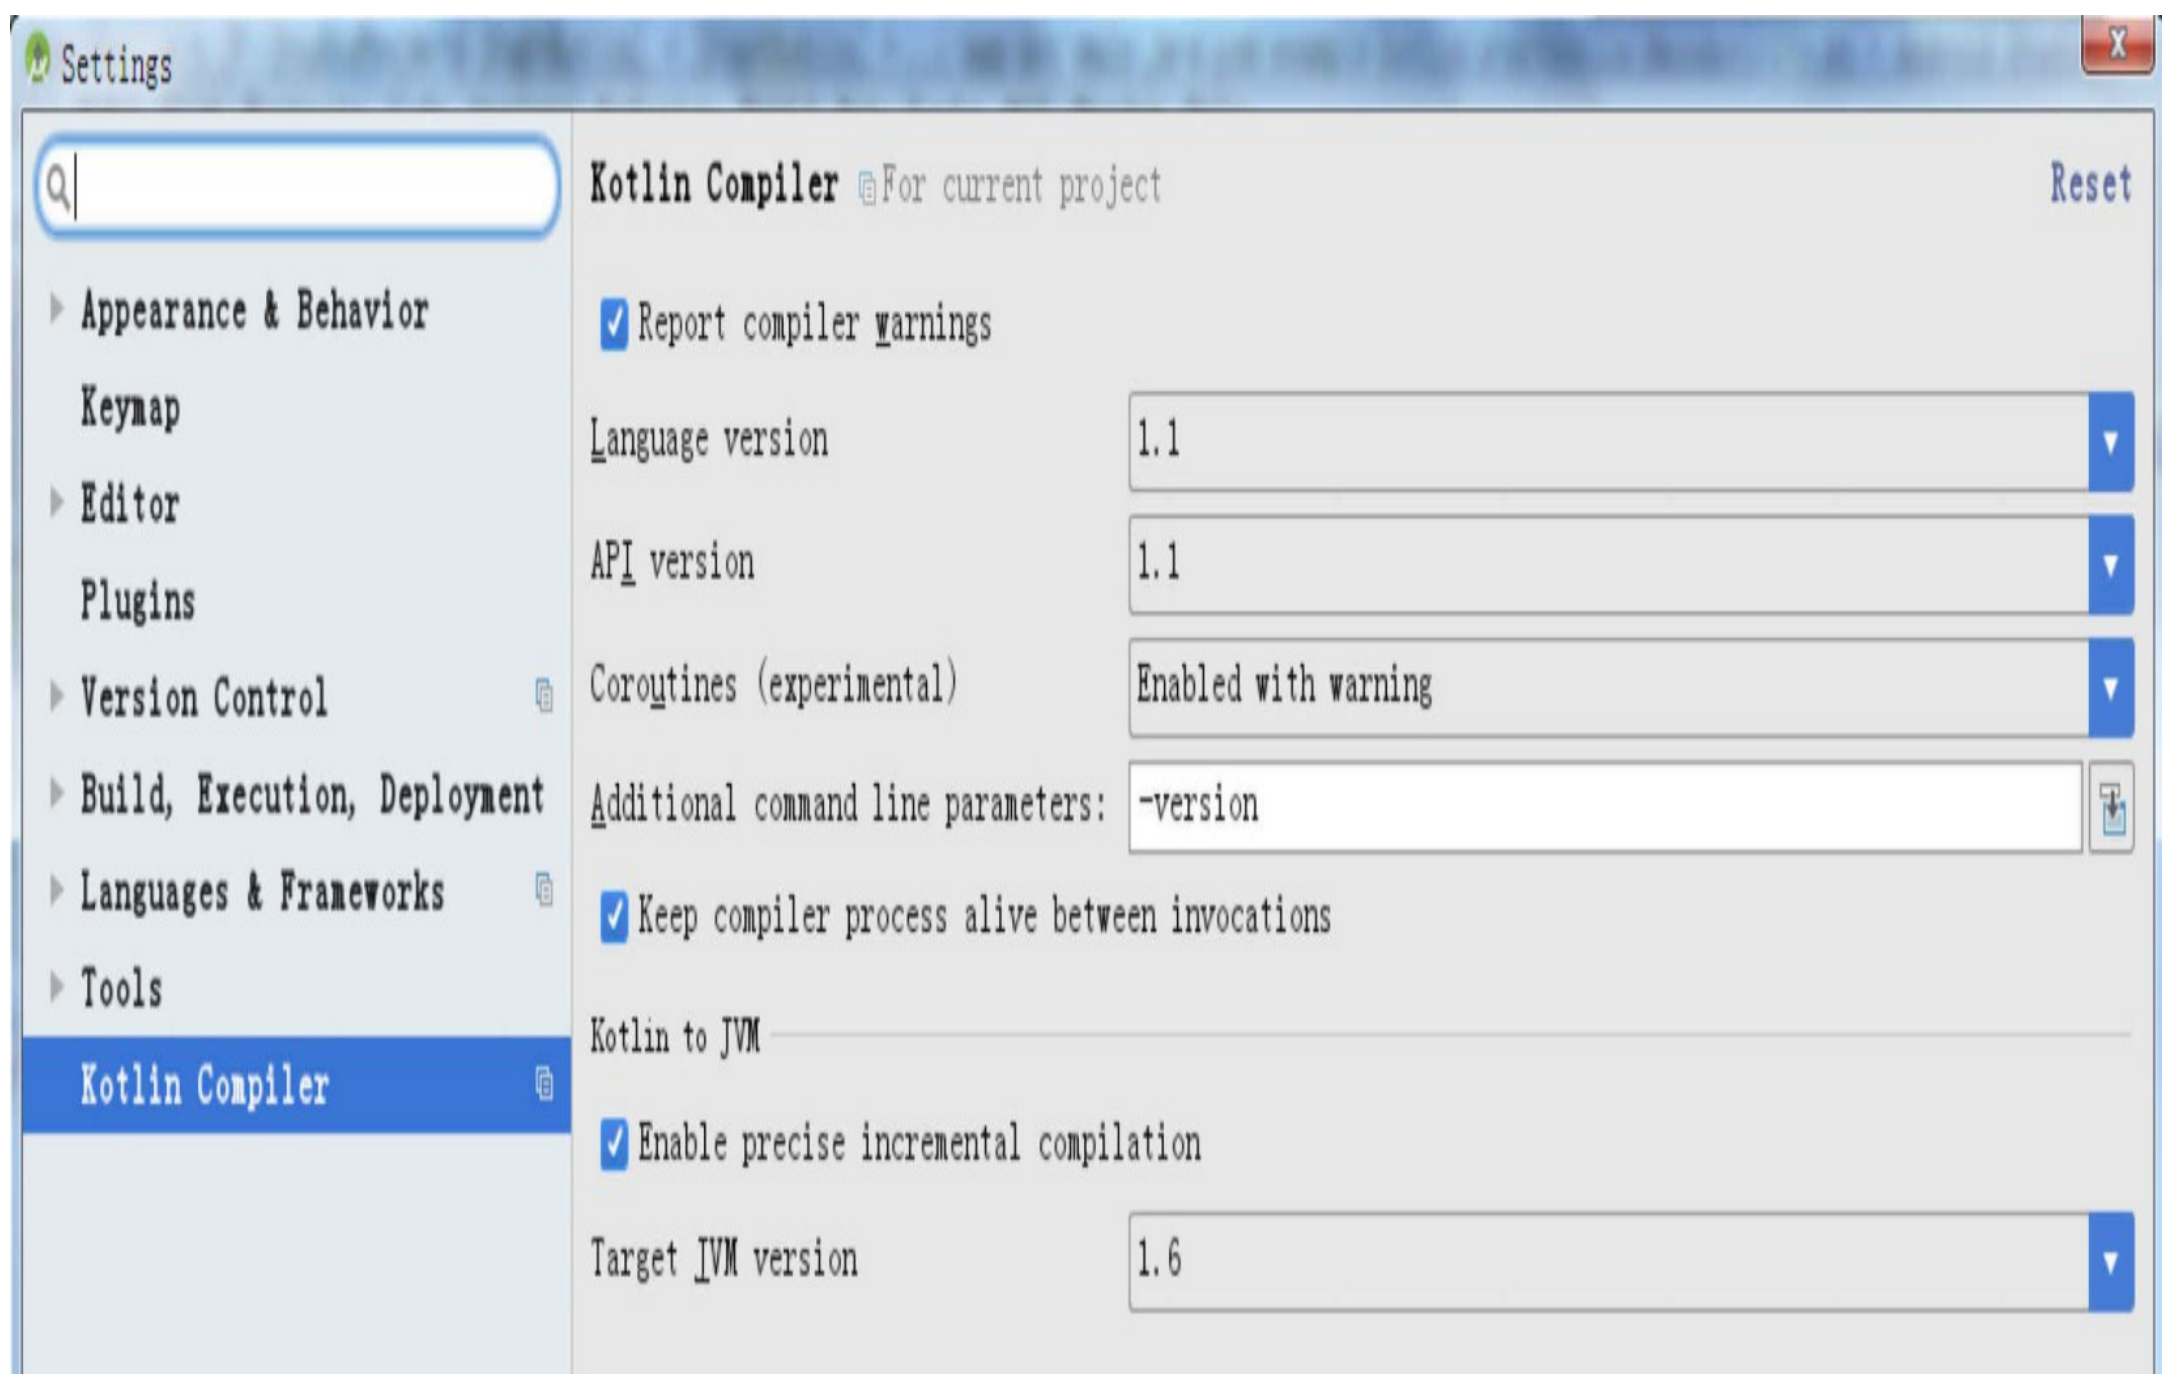 Settings
Appearance & Behavior
Keymap
Editor
Plugins
Version Control
Build, Execution, Deployment
Languages & Frameworks
Tools
Kotlin Compiler
Kotlin Compiler For current project
Reset
Report compiler warnings
Language version 1.1
API version 1.1
Coroutines (experimental) Enabled with warning
Additional command line parameters: -version
Keep compiler process alive between invocations
Kotlin to JVM
Enable precise incremental compilation
Target JVM version 1.6